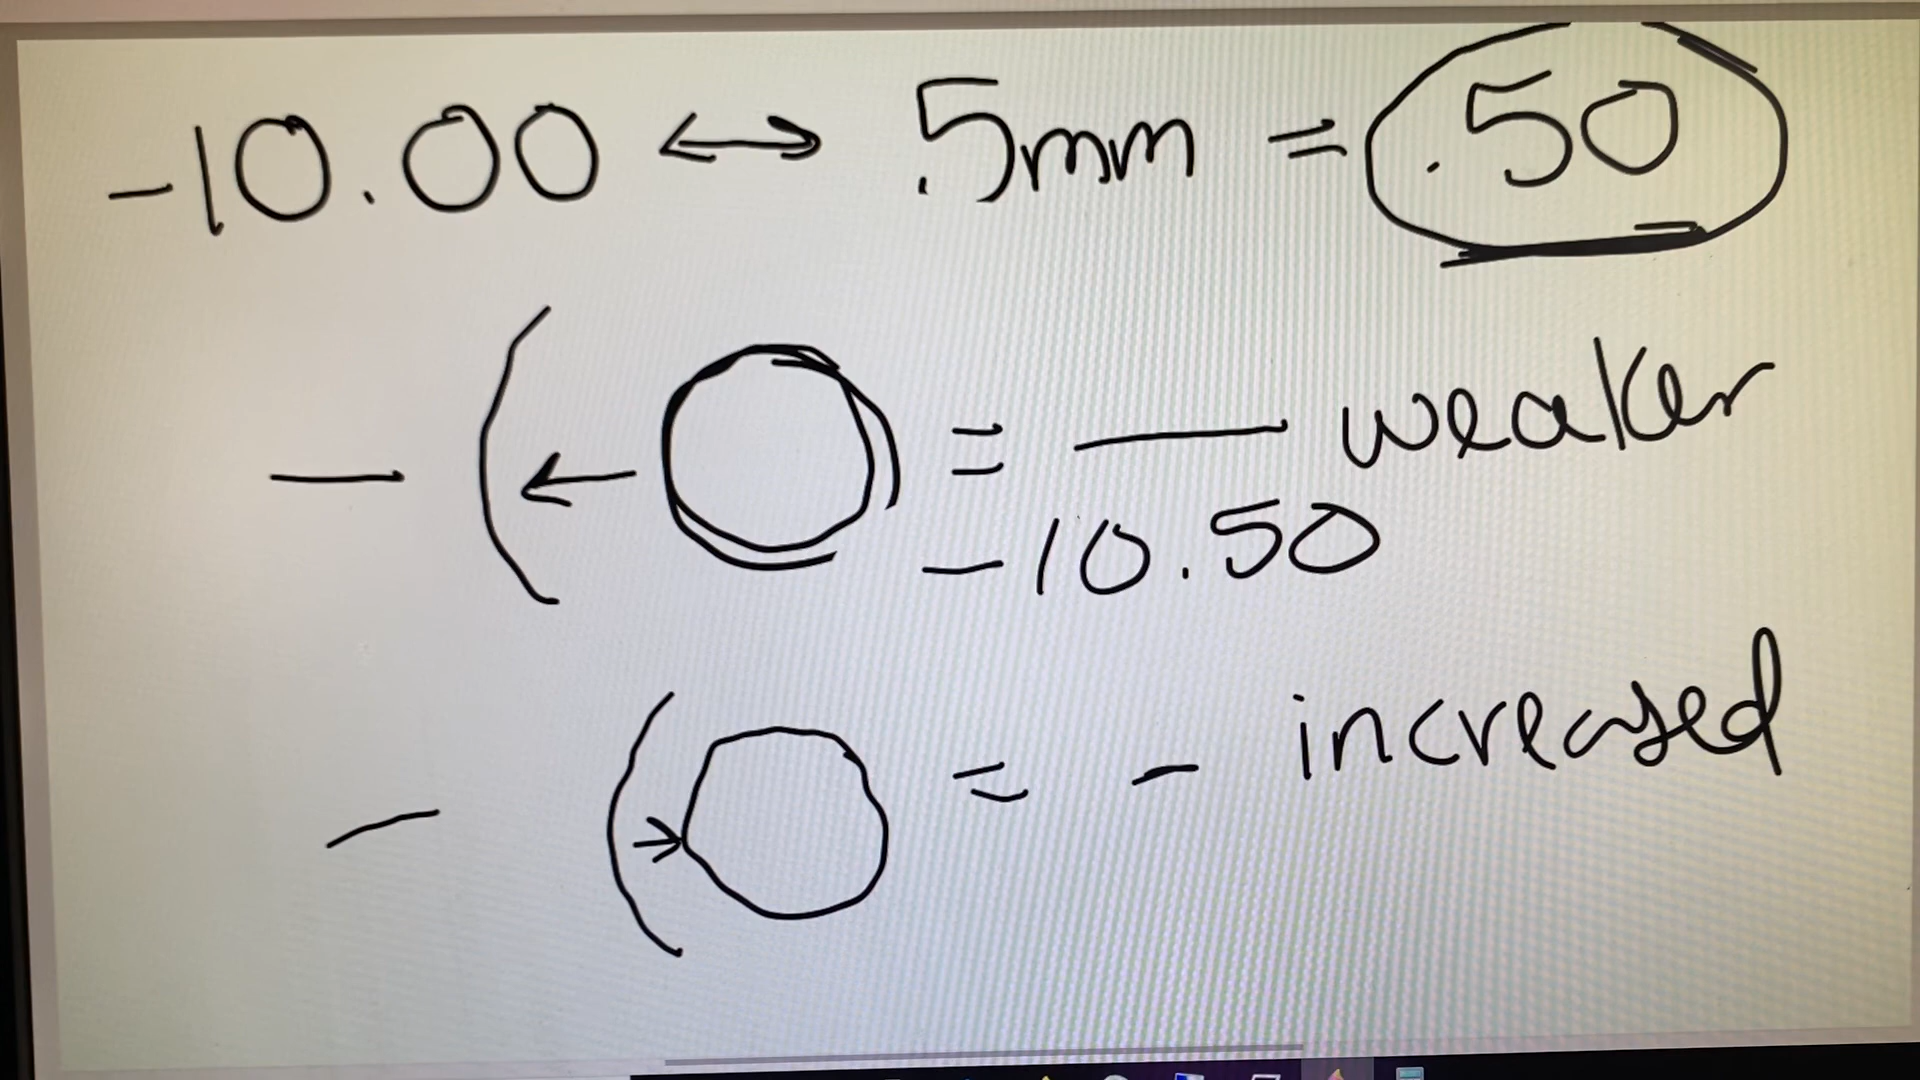 -10.00 ↔ .5mm = .50
- ( ← = — weaker
-10.50
- ( → = - increased